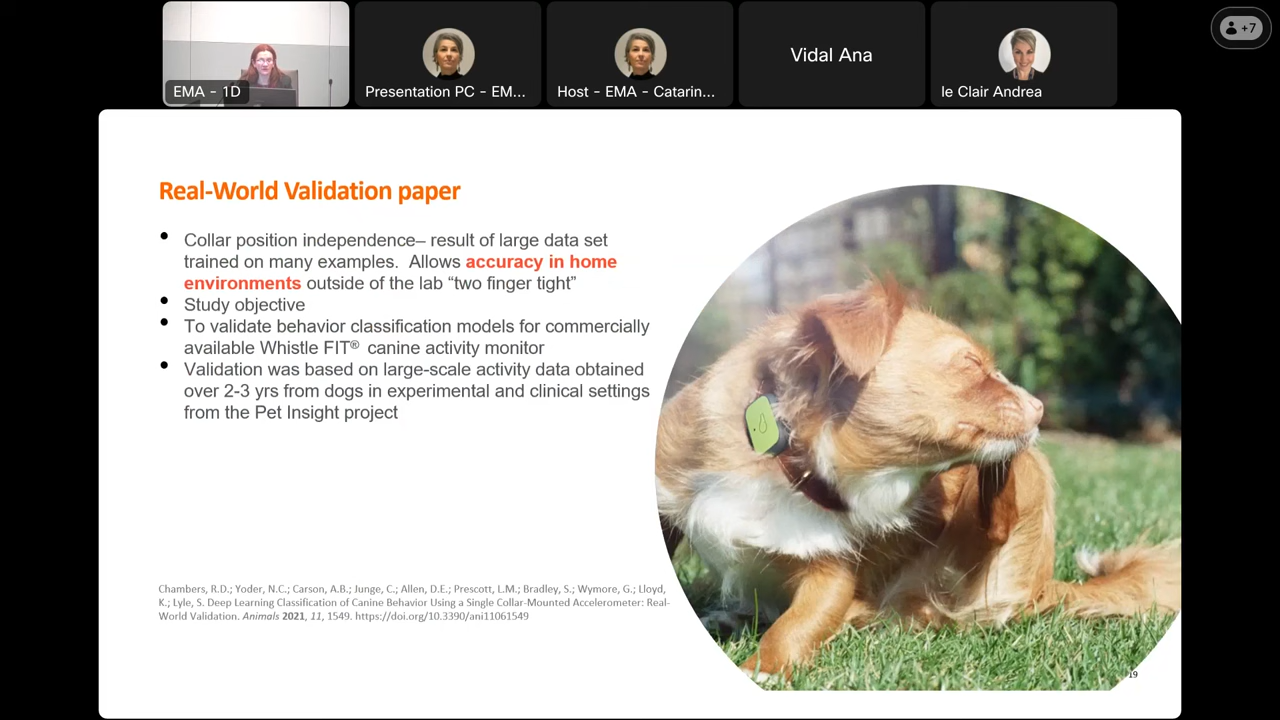 +7
EMA - 1D
Presentation PC - EM...
Host - EMA - Catarin...
Vidal Ana
le Clair Andrea
Real-World Validation paper
• Collar position independence– result of large data set
trained on many examples. Allows accuracy in home
environments outside of the lab “two finger tight”
• Study objective
• To validate behavior classification models for commercially
available Whistle FIT® canine activity monitor
• Validation was based on large-scale activity data obtained
over 2-3 yrs from dogs in experimental and clinical settings
from the Pet Insight project
Chambers, R.D.; Yoder, N.C.; Carson, A.B.; Junge, C.; Allen, D.E.; Prescott, L.M.; Bradley, S.; Wymore, G.; Lloyd,
K.; Lyle, S. Deep Learning Classification of Canine Behavior Using a Single Collar-Mounted Accelerometer: Real-
World Validation. Animals 2021, 11, 1549. https://doi.org/10.3390/ani11061549
19